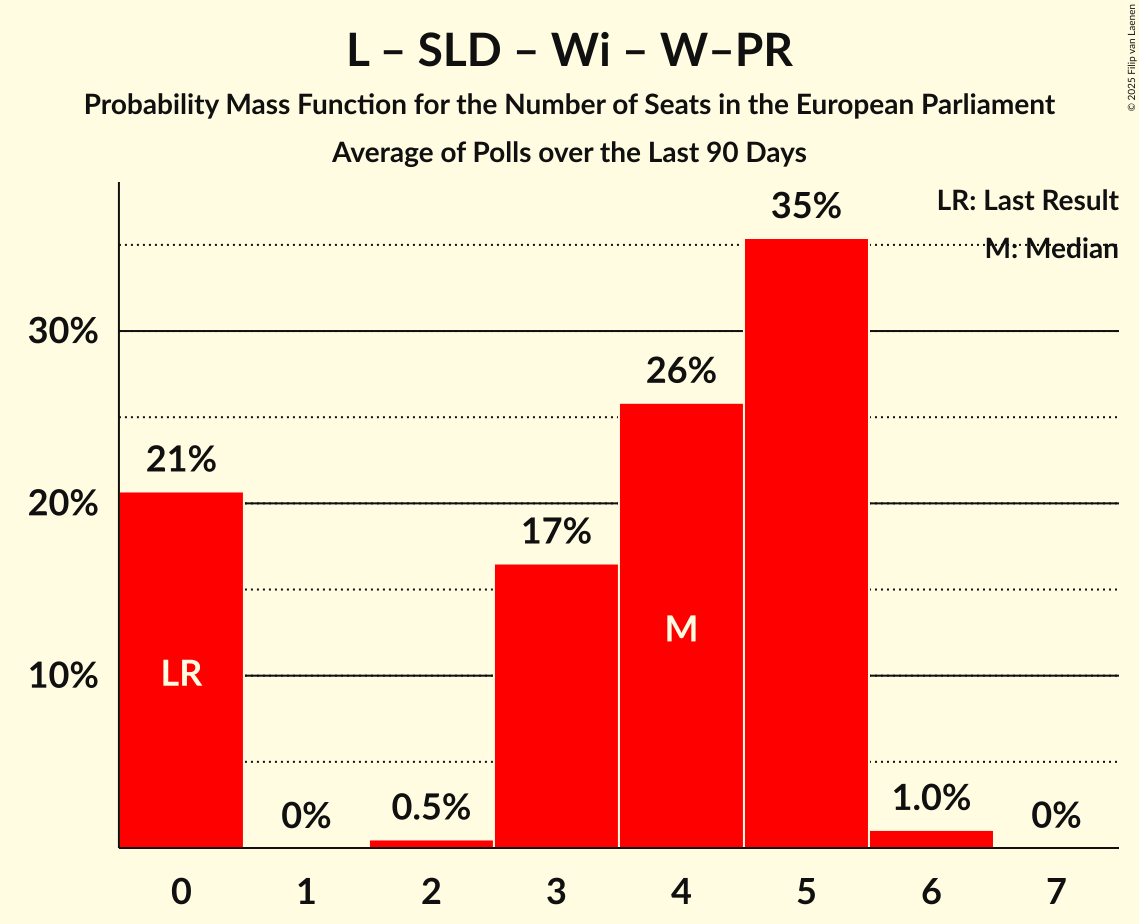 L – SLD – Wi – W–PR
Probability Mass Function for the Number of Seats in the European Parliament
Average of Polls over the Last 90 Days
© 2025 Filip van Laenen
LR: Last Result
M: Median
35%
30%
26%
21%
20%
17%
M
LR
10%
0%
0.5%
1.0%
0%
0 1 2 3 4 5 6 7